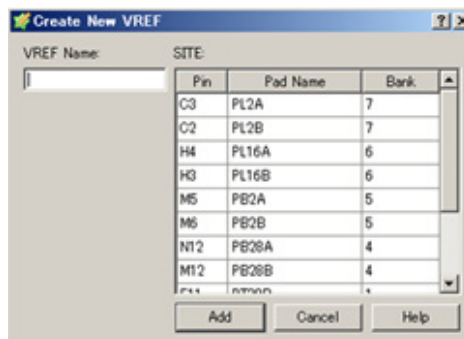 Create New VREF
VREF Name: SITE:
Pin Pad Name Bank
C3 PL2A 7
C2 PL2B 7
H4 PL16A 6
H3 PL16B 6
M5 PB2A 5
M6 PB2B 5
N12 PB28A 4
M12 PB28B 4
Add Cancel Help